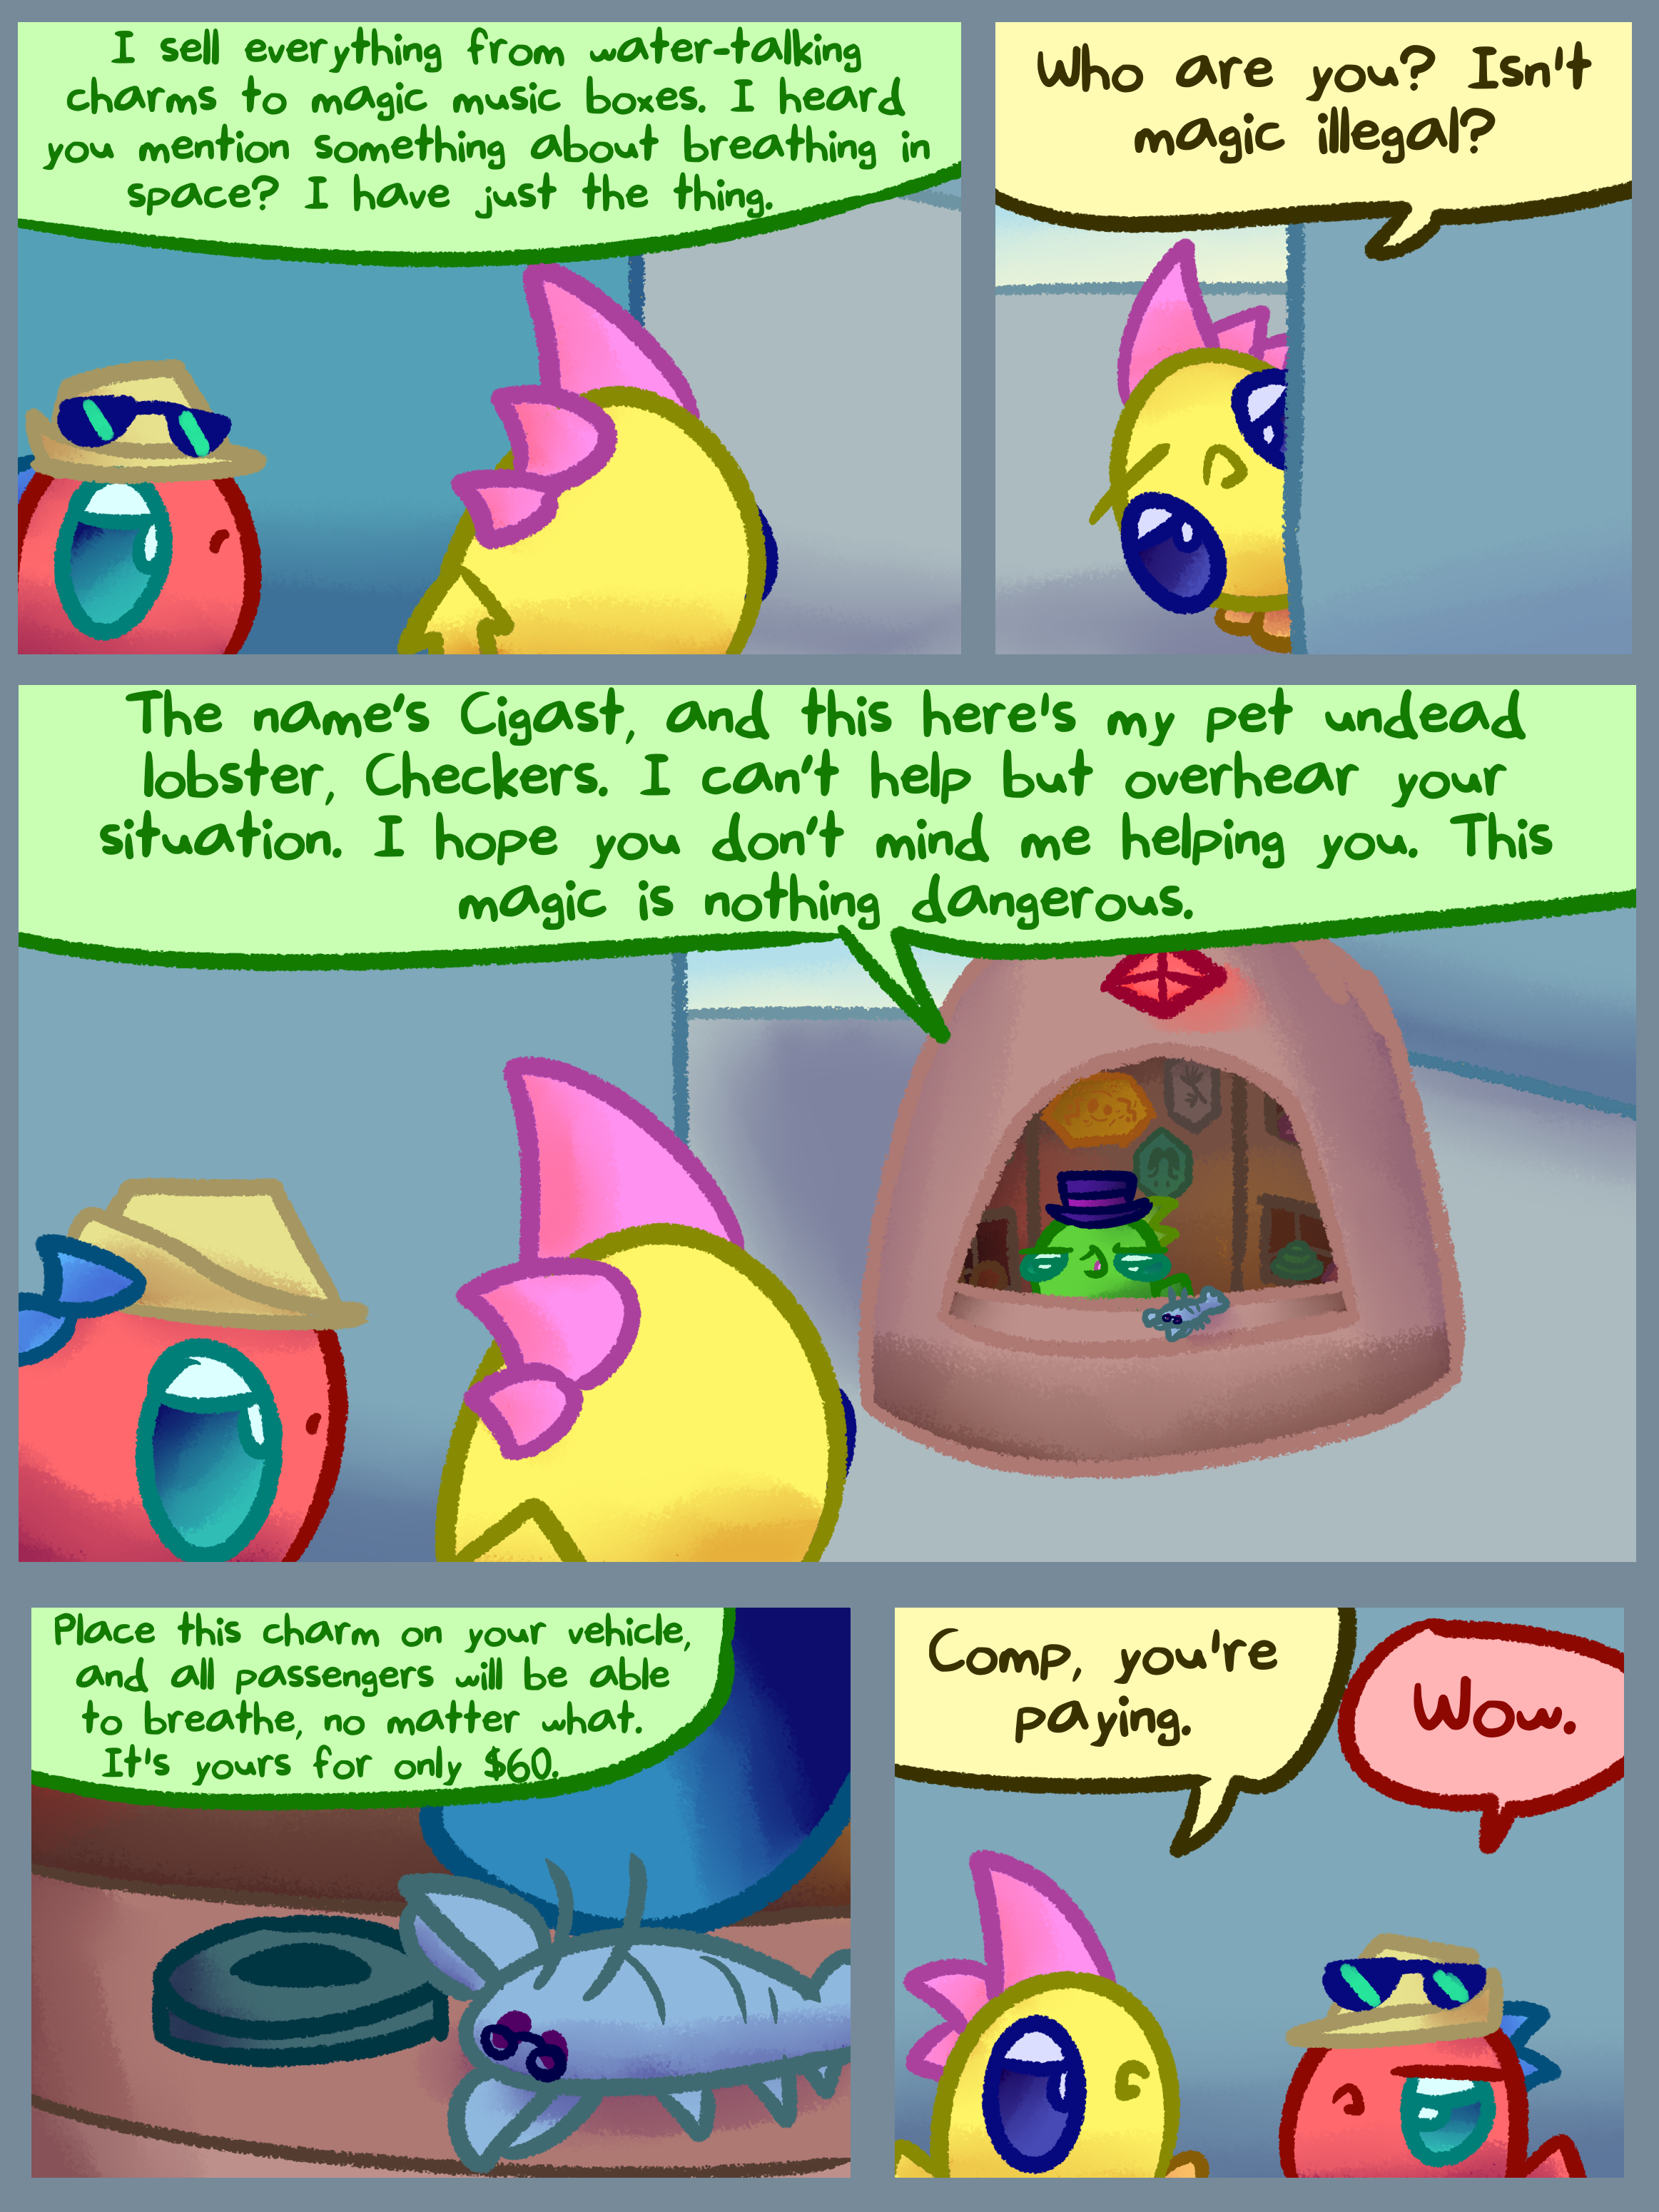 I sell everything from water-talking
charms to magic music boxes. I heard
you mention something about breathing in
space? I have just the thing.
Who are you? Isn't
magic illegal?
The name's Cigast, and this here's my pet undead
lobster, Checkers. I can't help but overhear your
situation. I hope you don't mind me helping you. This
magic is nothing dangerous.
Place this charm on your vehicle,
and all passengers will be able
to breathe, no matter what.
It's yours for only $60.
Comp, you're
paying.
Wow.